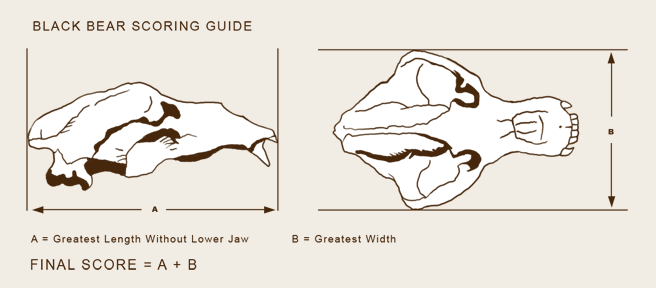 BLACK BEAR SCORING GUIDE
A
B
A = Greatest Length Without Lower Jaw
B = Greatest Width
FINAL SCORE = A + B